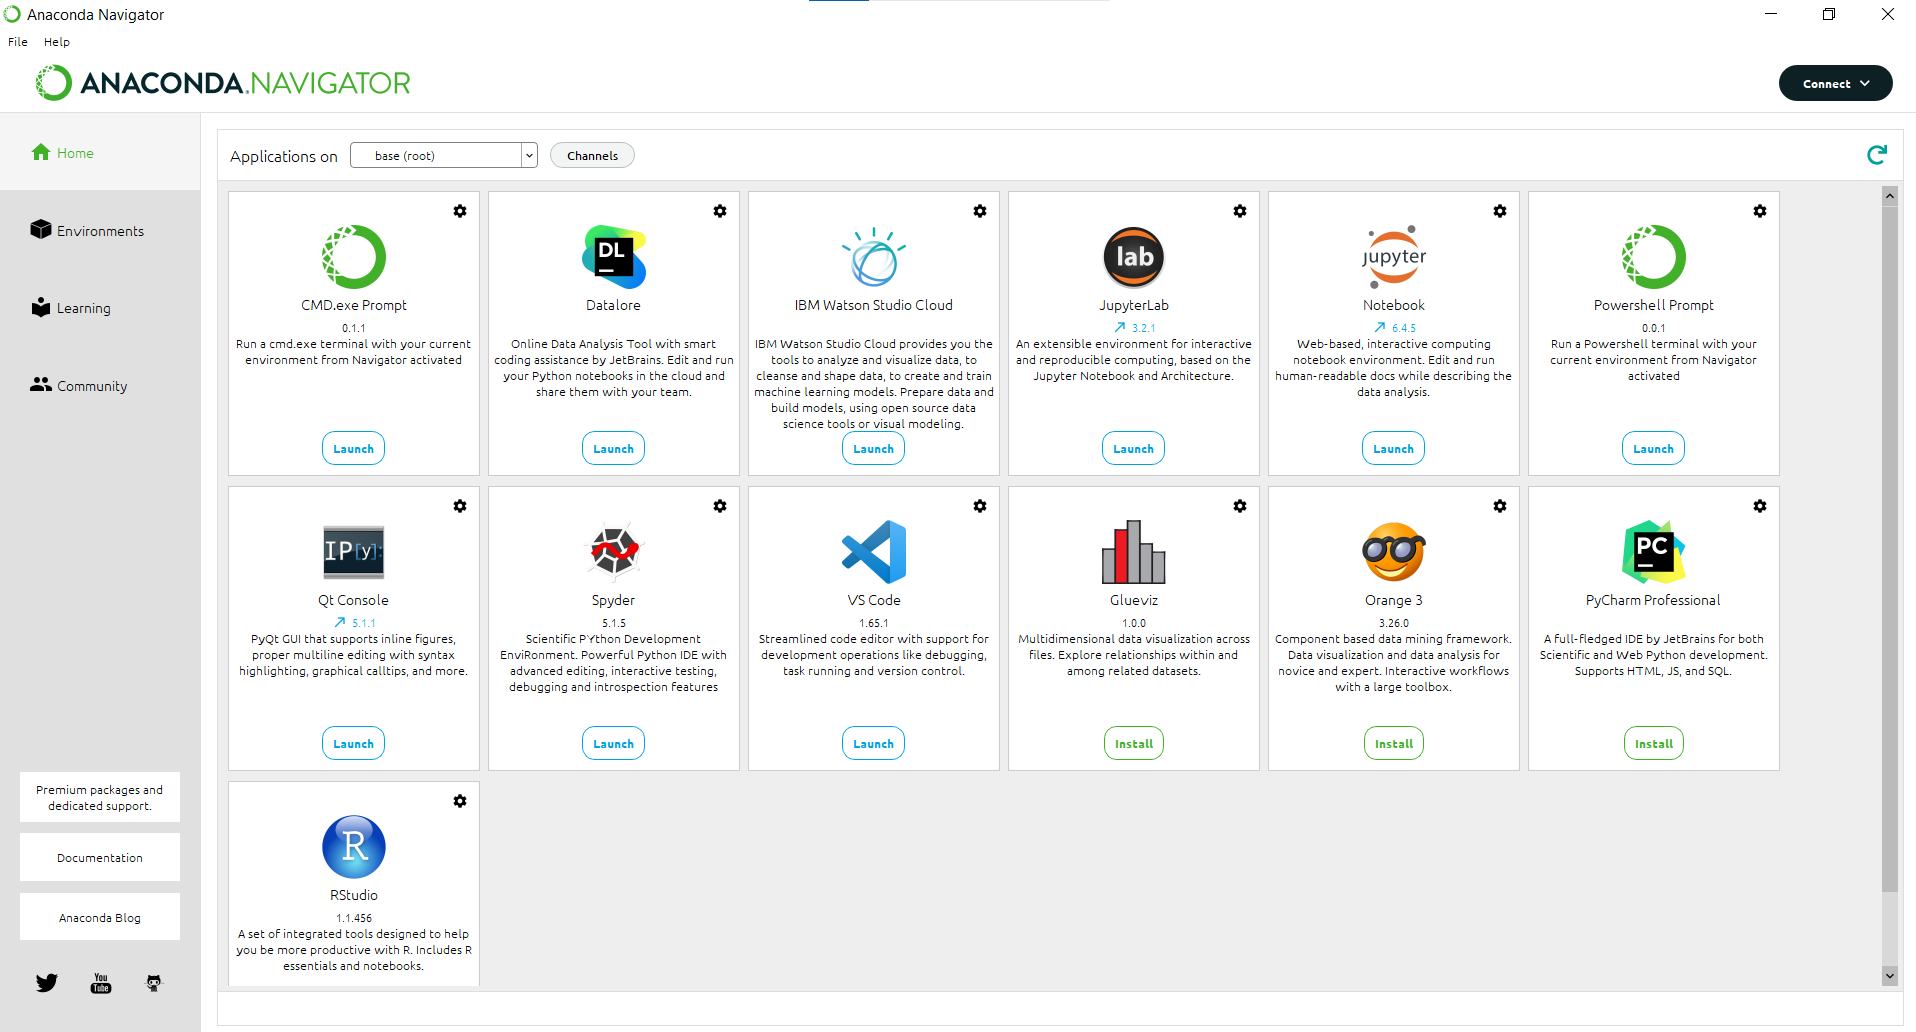 Anaconda Navigator
File Help
ANACONDA.NAVIGATOR
Connect
Home
Environments
Learning
Community
Premium packages and
dedicated support.
Documentation
Anaconda Blog
You
Tube
Applications on
base (root)
Channels
CMD.exe Prompt
0.1.1
Run a cmd.exe terminal with your current
environment from Navigator activated
Launch
DL
Datalore
Online Data Analysis Tool with smart
coding assistance by JetBrains. Edit and run
your Python notebooks in the cloud and
share them with your team.
Launch
IBM Watson Studio Cloud
IBM Watson Studio Cloud provides you the
tools to analyze and visualize data, to
cleanse and shape data, to create and train
machine learning models. Prepare data and
build models, using open source data
science tools or visual modeling.
Launch
lab
JupyterLab
3.2.1
An extensible environment for interactive
and reproducible computing, based on the
Jupyter Notebook and Architecture.
Launch
jupyter
Notebook
6.4.5
Web-based, interactive computing
notebook environment. Edit and run
human-readable docs while describing the
data analysis.
Launch
Powershell Prompt
0.0.1
Run a Powershell terminal with your
current environment from Navigator
activated
Launch
IP[y]:
Qt Console
5.1.1
PyQt GUI that supports inline figures,
proper multiline editing with syntax
highlighting, graphical calltips, and more.
Launch
Spyder
5.1.5
Scientific PYthon Development
EnviRonment. Powerful Python IDE with
advanced editing, interactive testing,
debugging and introspection features
Launch
VS Code
1.65.1
Streamlined code editor with support for
development operations like debugging,
task running and version control.
Launch
Glueviz
1.0.0
Multidimensional data visualization across
files. Explore relationships within and
among related datasets.
Install
Orange 3
3.26.0
Component based data mining framework.
Data visualization and data analysis for
novice and expert. Interactive workflows
with a large toolbox.
Install
PC
PyCharm Professional
A full-fledged IDE by JetBrains for both
Scientific and Web Python development.
Supports HTML, JS, and SQL.
Install
R
RStudio
1.1.456
A set of integrated tools designed to help
you be more productive with R. Includes R
essentials and notebooks.